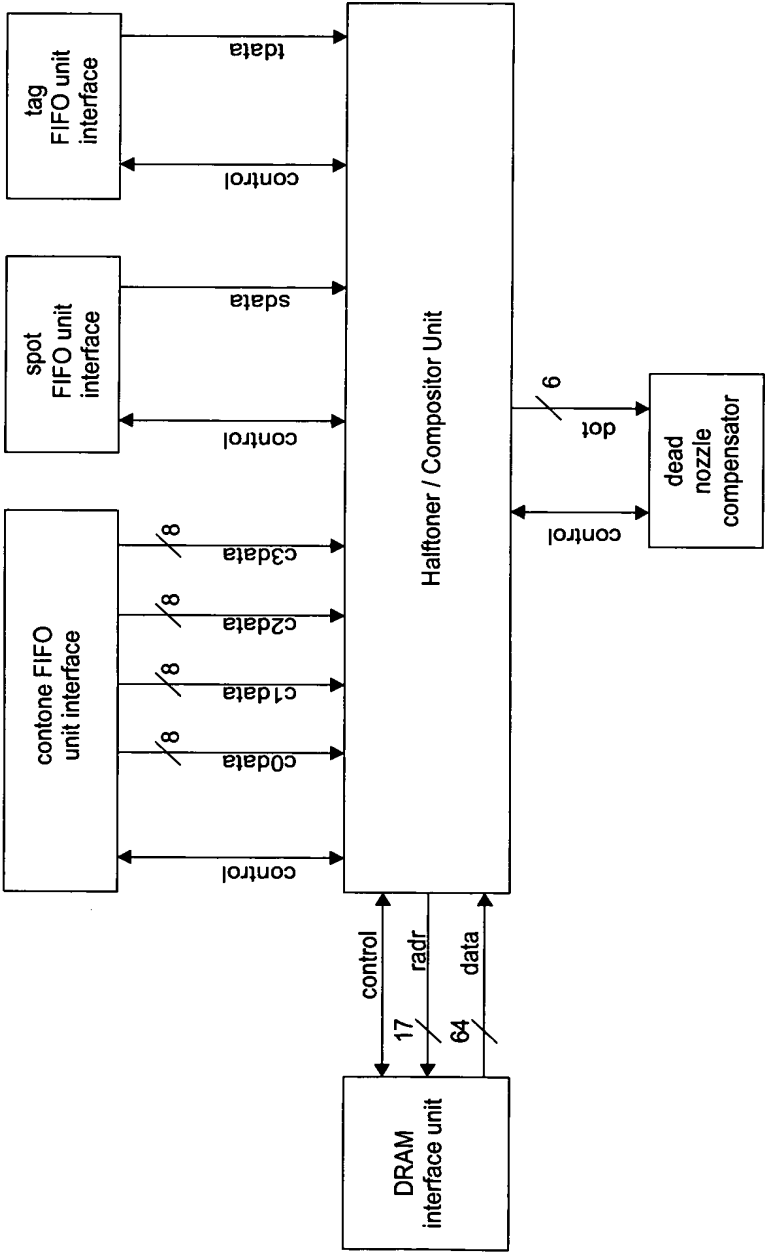 contone FIFO
unit interface
spot
FIFO unit
interface
tag
FIFO unit
interface
control
c0data
8
c1data
8
c2data
8
c3data
8
control
sdata
control
tdata
DRAM
interface unit
control
radr
17
data
64
Halftoner / Compositor Unit
control
dot
6
dead
nozzle
compensator